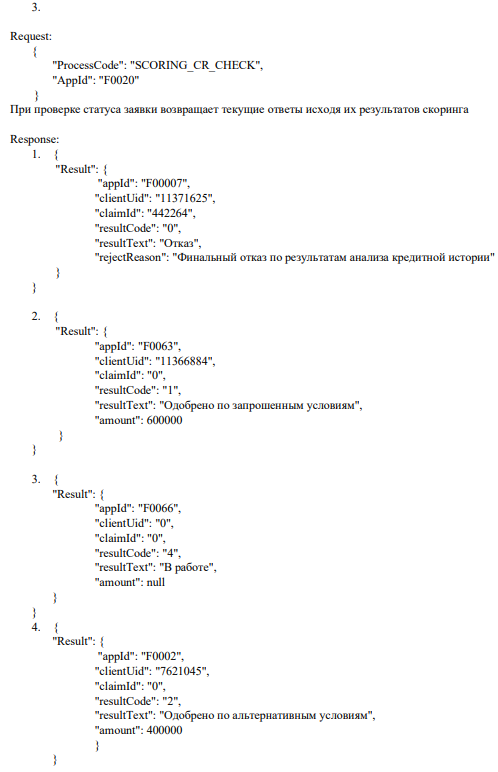 3.
Request:
{
"ProcessCode": "SCORING_CR_CHECK",
"AppId": "F0020"
}
При проверке статуса заявки возвращает текущие ответы исходя их результатов скоринга
Response:
1. {
"Result": {
"appId": "F00007",
"clientUid": "11371625",
"claimId": "442264",
"resultCode": "0",
"resultText": "Отказ",
"rejectReason": "Финальный отказ по результатам анализа кредитной истории"
}
}
2. {
"Result": {
"appId": "F0063",
"clientUid": "11366884",
"claimId": "0",
"resultCode": "1",
"resultText": "Одобрено по запрошенным условиям",
"amount": 600000
}
}
3. {
"Result": {
"appId": "F0066",
"clientUid": "0",
"claimId": "0",
"resultCode": "4",
"resultText": "В работе",
"amount": null
}
}
4. {
"Result": {
"appId": "F0002",
"clientUid": "7621045",
"claimId": "0",
"resultCode": "2",
"resultText": "Одобрено по альтернативным условиям",
"amount": 400000
}
}